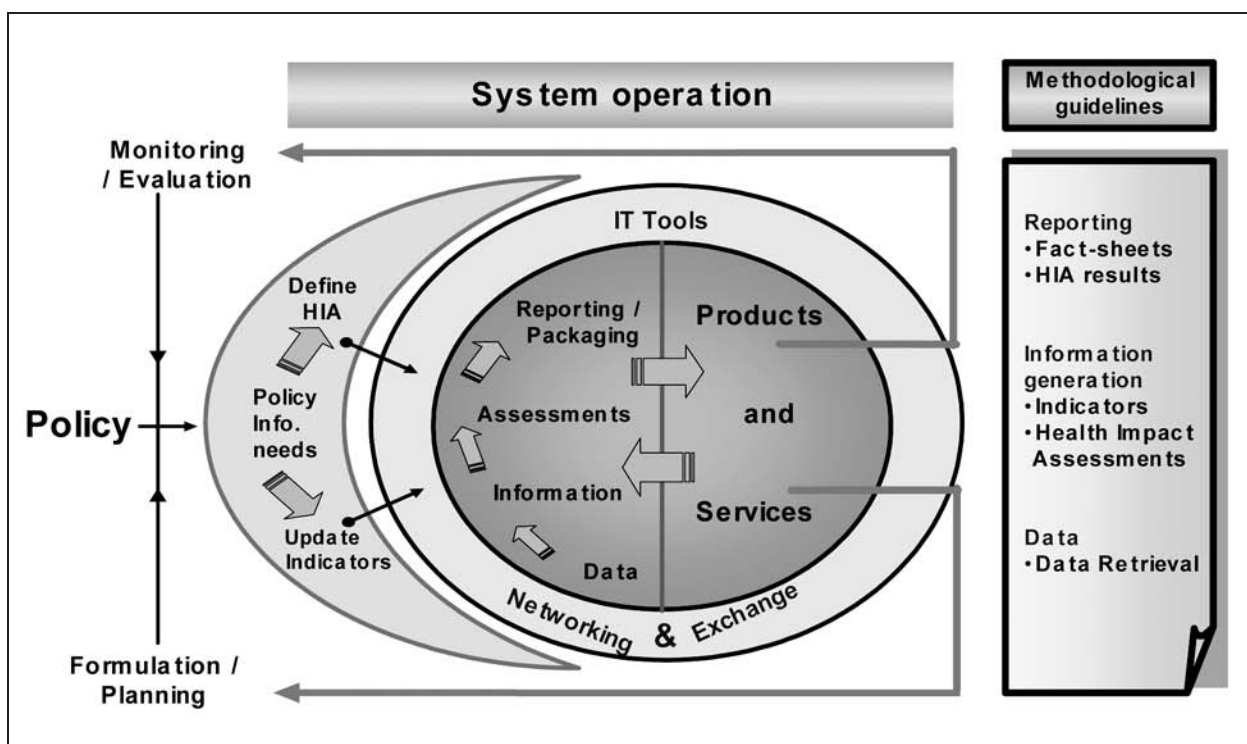 System operation
Methodological
guidelines
Monitoring
/ Evaluation
Policy
Formulation /
Planning
Define
HIA
Policy
Info.
needs
Update
Indicators
IT Tools
Reporting /
Packaging
Assessments
Information
Data
Products
and
Services
Networking & Exchange
Reporting
•Fact-sheets
•HIA results
Information
generation
•Indicators
•Health Impact
Assessments
Data
•Data Retrieval